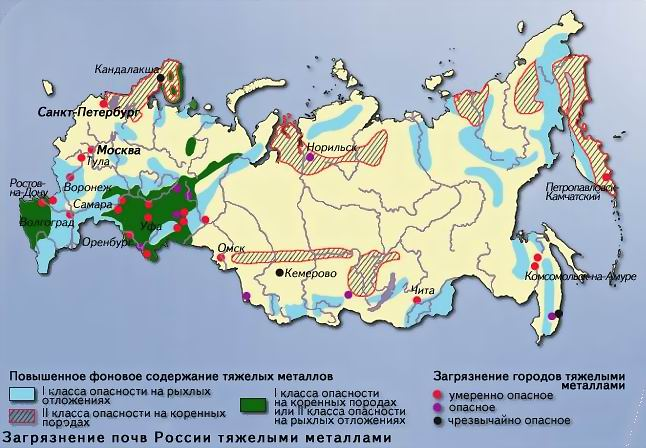 Кандалакша
Санкт-Петербург
Москва
Тула
Норильск
Ростов-
на-Дону
Воронеж
Самара
Волгоград
Уфа
Оренбург
Омск
Кемерово
Чита
Петропавловск-
Камчатский
Комсомольск-на-Амуре
Повышенное фоновое содержание тяжелых металлов
I класса опасности на рыхлых
отложениях
II класса опасности на коренных
породах
I класса опасности
на коренных породах
или II класса опасности
на рыхлых отложениях
Загрязнение городов тяжелыми
металлами
умеренно опасное
опасное
чрезвычайно опасное
Загрязнение почв России тяжелыми металлами